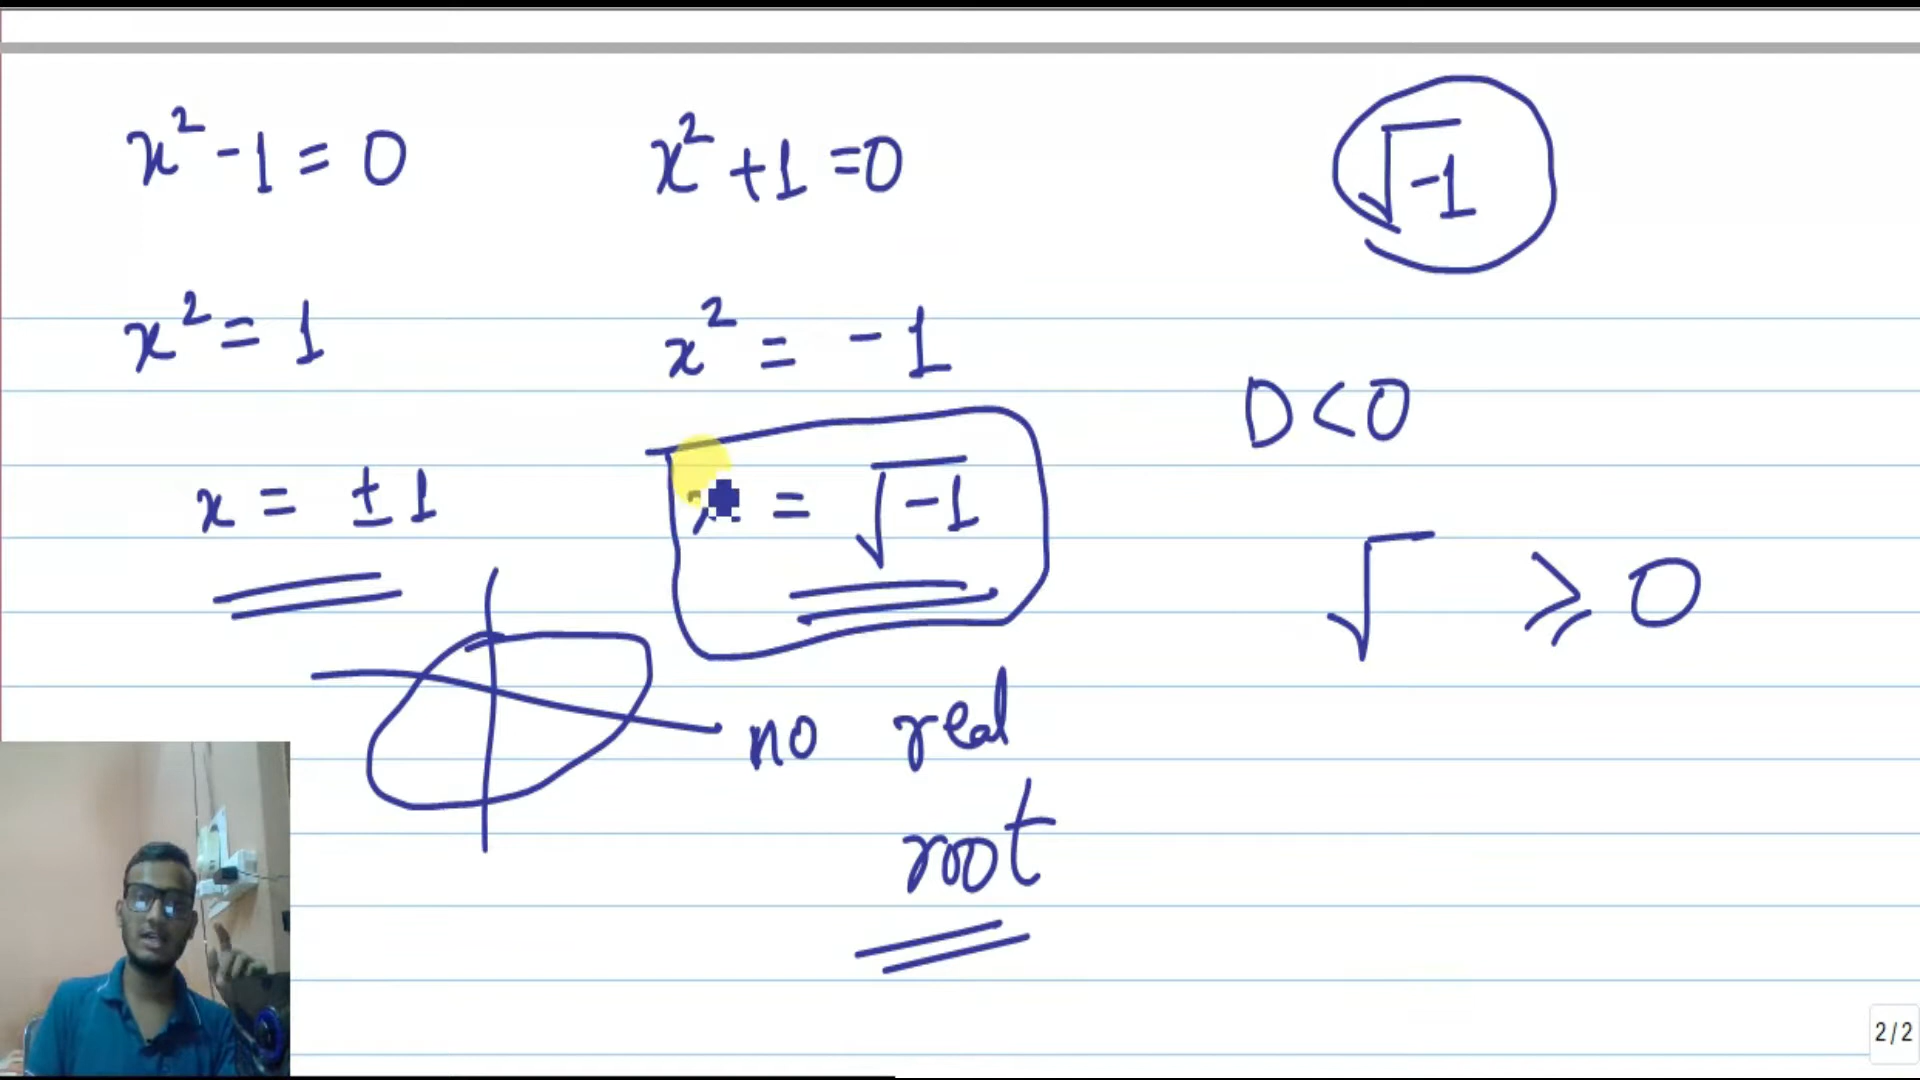 x² - 1 = 0
x² + 1 = 0
√-1
x² = 1
x² = - 1
D < 0
x = ± 1
x = √-1
√ ⩾ 0
no real
root
2/2